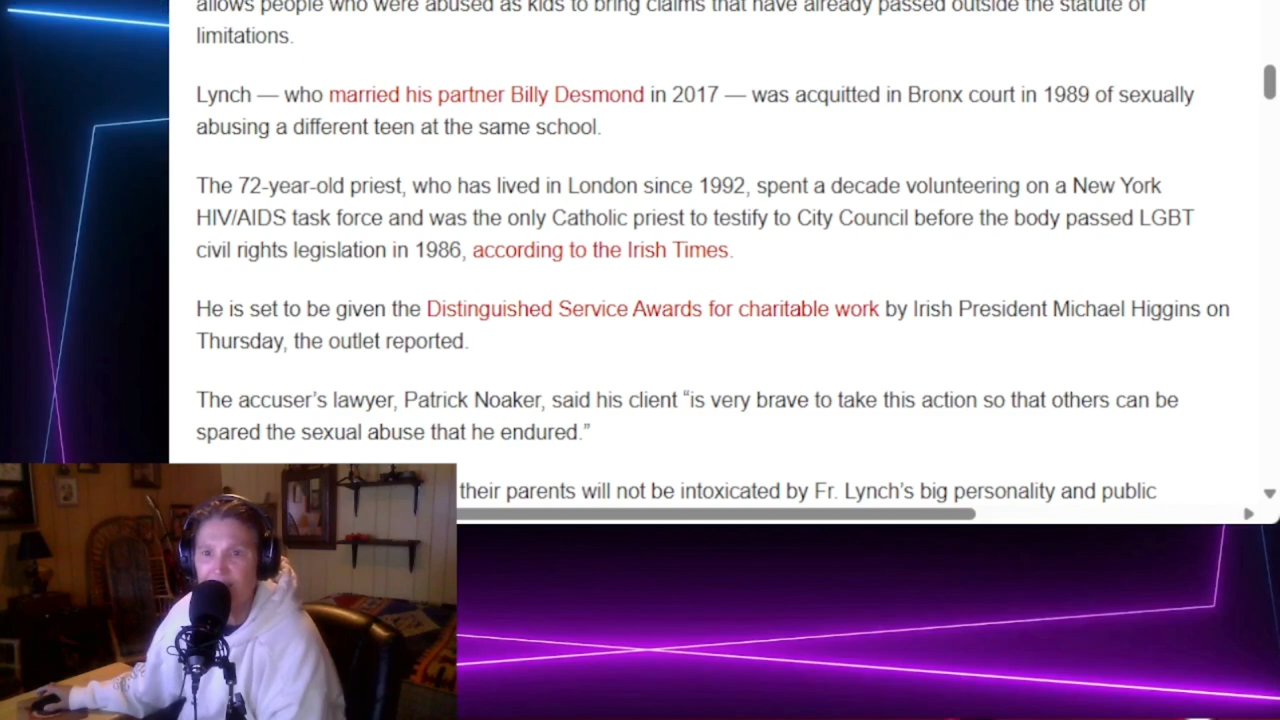 allows people who were abused as kids to bring claims that have already passed outside the statute of
limitations.
Lynch — who married his partner Billy Desmond in 2017 — was acquitted in Bronx court in 1989 of sexually
abusing a different teen at the same school.
The 72-year-old priest, who has lived in London since 1992, spent a decade volunteering on a New York
HIV/AIDS task force and was the only Catholic priest to testify to City Council before the body passed LGBT
civil rights legislation in 1986, according to the Irish Times.
He is set to be given the Distinguished Service Awards for charitable work by Irish President Michael Higgins on
Thursday, the outlet reported.
The accuser’s lawyer, Patrick Noaker, said his client “is very brave to take this action so that others can be
spared the sexual abuse that he endured.”
their parents will not be intoxicated by Fr. Lynch’s big personality and public